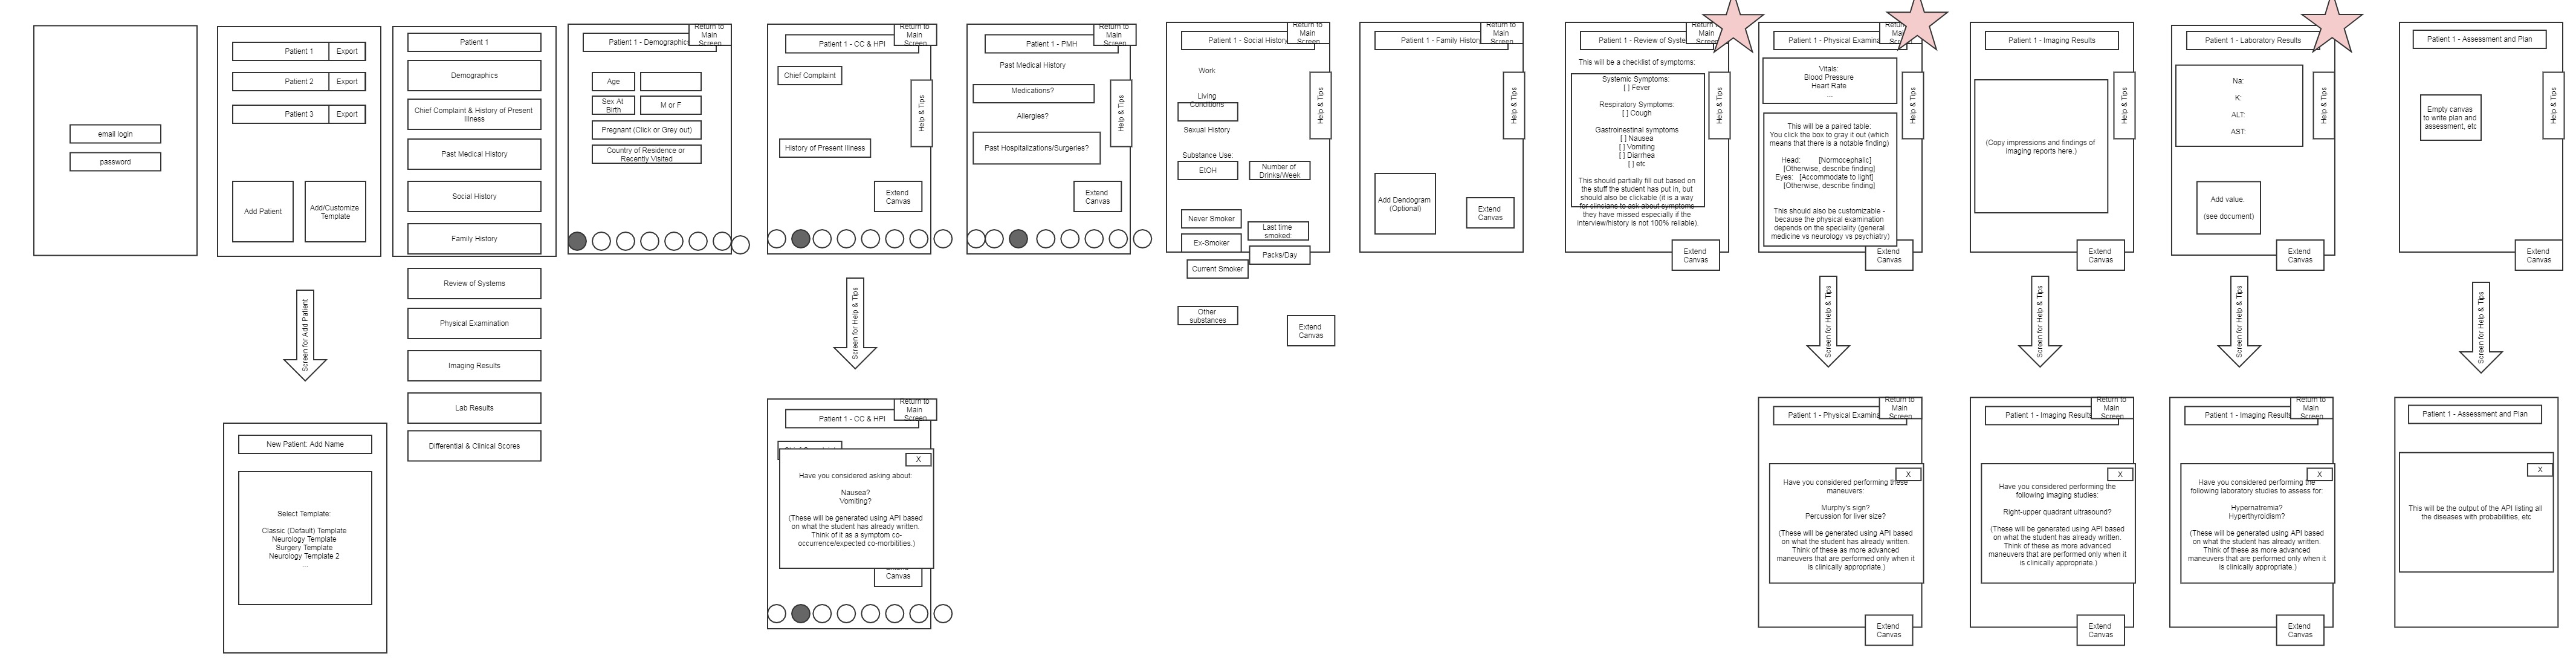 email login
password
Patient 1
Export
Patient 2
Export
Patient 3
Export
Add Patient
Add/Customize
Template
Screen for Add Patient
New Patient: Add Name
Select Template:
Classic (Default) Template
Neurology Template
Surgery Template
Neurology Template 2
...
Patient 1
Demographics
Chief Complaint & History of Present
Illness
Past Medical History
Social History
Family History
Review of Systems
Physical Examination
Imaging Results
Lab Results
Differential & Clinical Scores
Return to
Main
Screen
Patient 1 - Demographics
Age
Sex At
Birth
M or F
Pregnant (Click or Grey out)
Country of Residence or
Recently Visited
Return to
Main
Screen
Patient 1 - CC & HPI
Chief Complaint
Help & Tips
History of Present Illness
Extend
Canvas
Screen for Help & Tips
Return to
Main
Screen
Patient 1 - CC & HPI
X
Have you considered asking about:
Nausea?
Vomiting?
(These will be generated using API based
on what the student has already written.
Think of it as a symptom co-
occurrence/expected co-morbitities.)
Canvas
Return to
Main
Screen
Patient 1 - PMH
Past Medical History
Medications?
Allergies?
Past Hospitalizations/Surgeries?
Help & Tips
Extend
Canvas
Return to
Main
Screen
Patient 1 - Social History
Work
Living
Conditions
Sexual History
Substance Use:
EtOH
Number of
Drinks/Week
Never Smoker
Ex-Smoker
Current Smoker
Last time
smoked:
Packs/Day
Other
substances
Help & Tips
Extend
Canvas
Return to
Main
Screen
Patient 1 - Family History
Help & Tips
Add Dendogram
(Optional)
Extend
Canvas
Return
Main
Screen
Patient 1 - Review of Syste
This will be a checklist of symptoms:
Systemic Symptoms:
[ ] Fever
Respiratory Symptoms:
[ ] Cough
Gastroinestinal symptoms
[ ] Nausea
[ ] Vomiting
[ ] Diarrhea
[ ] etc
This should partially fill out based on
the stuff the student has put in, but
should also be clickable (it is a way
for clincians to ask about symptoms
they have missed especially if the
interview/history is not 100% reliable).
Help & Tips
Extend
Canvas
Patient 1 - Physical Examina
Vitals:
Blood Pressure
Heart Rate
...
This will be a paired table:
You click the box to gray it out (which
means that there is a notable finding)
Head: [Normocephalic]
[Otherwise, describe finding]
Eyes: [Accommodate to light]
[Otherwise, describe finding]
This should also be customizable -
because the physical examination
depends on the speciality (general
medicine vs neurology vs psychiatry)
Help & Tips
Extend
Canvas
Screen for Help & Tips
Return to
Main
Screen
Patient 1 - Physical Examina
X
Have you considered performing these
maneuvers:
Murphy's sign?
Percussion for liver size?
(These will be generated using API based
on what the student has already written.
Think of these as more advanced
maneuvers that are performed only when it
is clinically appropriate.)
Extend
Canvas
Patient 1 - Imaging Results
(Copy impressions and findings of
imaging reports here.)
Help & Tips
Extend
Canvas
Screen for Help & Tips
Return to
Main
Screen
Patient 1 - Imaging Results
X
Have you considered performing the
following imaging studies:
Right-upper quadrant ultrasound?
(These will be generated using API based
on what the student has already written.
Think of these as more advanced
maneuvers that are performed only when it
is clinically appropriate.)
Extend
Canvas
Patient 1 - Laboratory Results
Na:
K:
ALT:
AST:
Add value.
(see document)
Help & Tips
Extend
Canvas
Screen for Help & Tips
Return to
Main
Screen
Patient 1 - Imaging Results
X
Have you considered performing the
following laboratory studies to assess for:
Hypernatremia?
Hyperthyroidism?
(These will be generated using API based
on what the student has already written.
Think of these as more advanced
maneuvers that are performed only when it
is clinically appropriate.)
Extend
Canvas
Patient 1 - Assessment and Plan
Empty canvas
to write plan and
assessment, etc
Help & Tips
Extend
Canvas
Screen for Help & Tips
Patient 1 - Assessment and Plan
X
This will be the output of the API listing all
the diseases with probabilities, etc